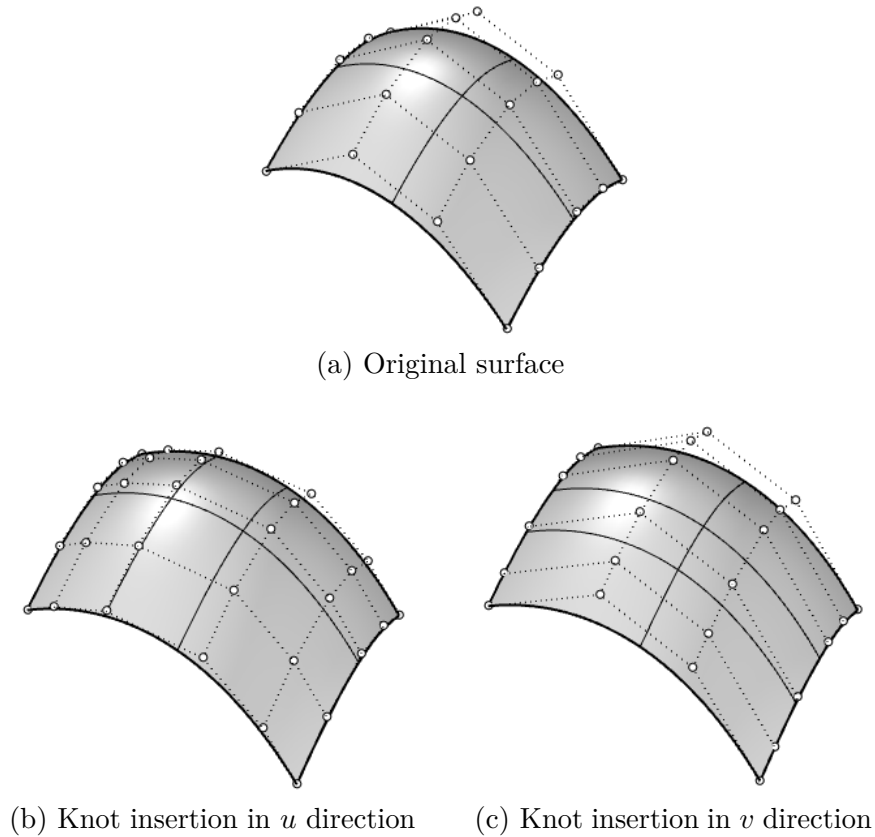 (a) Original surface
(b) Knot insertion in u direction
(c) Knot insertion in v direction